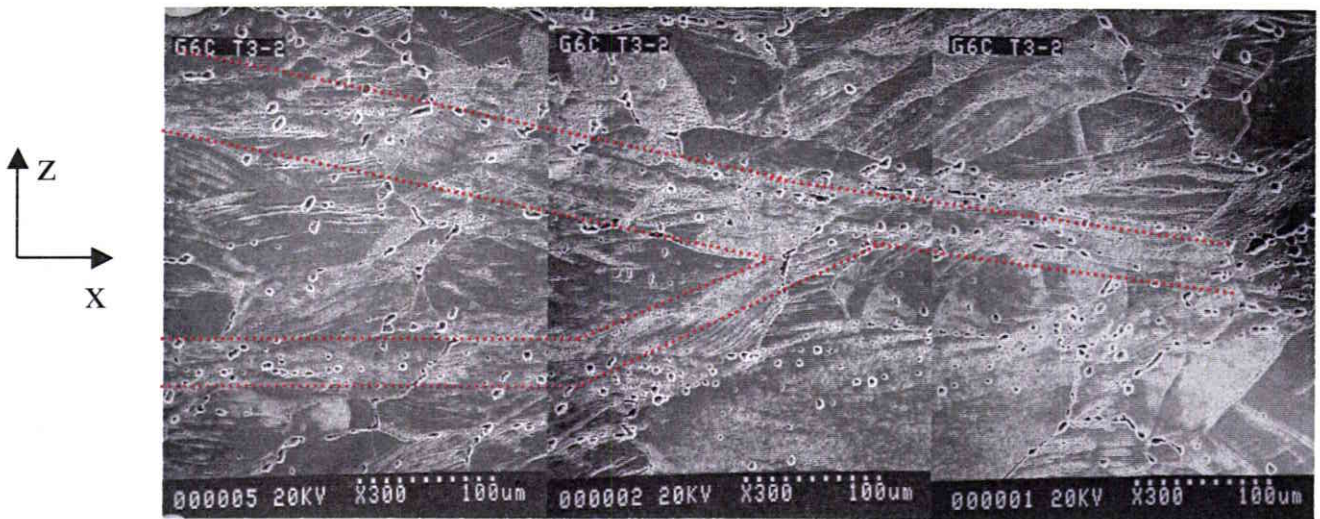 G6C T3-2
G6C T3-2
G6C T3-2
Z
X
000005 20KV X300 100um
000002 20KV X300 100um
000001 20KV X300 100um